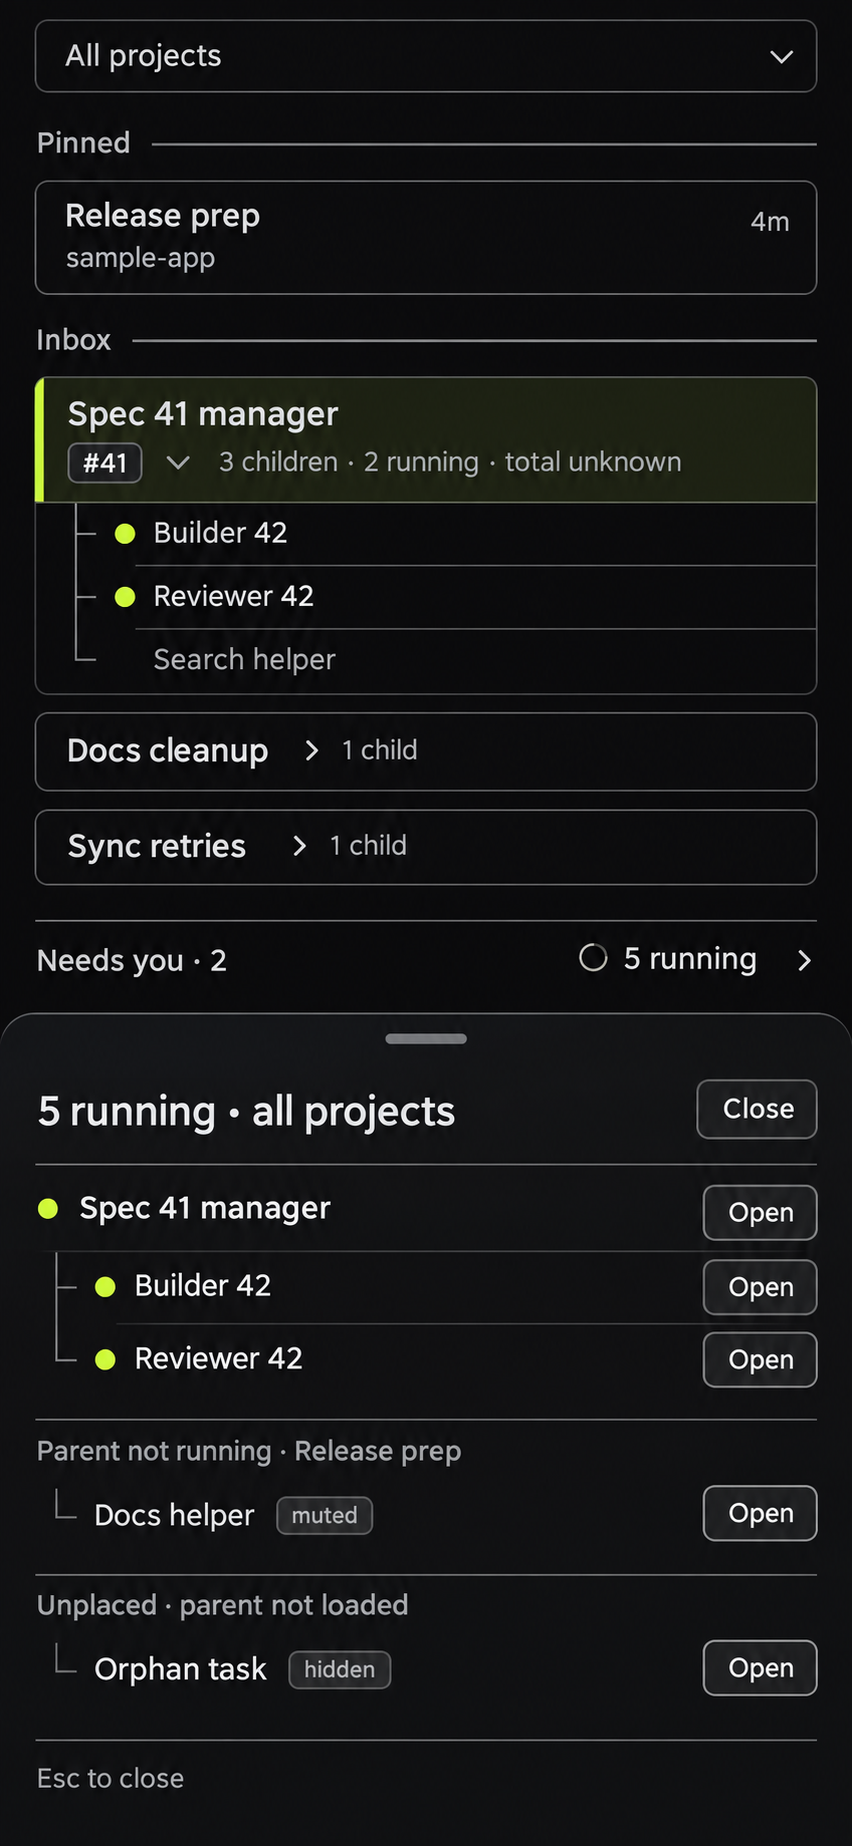 All projects
Pinned
Release prep
4m
sample-app
Inbox
Spec 41 manager
#41 3 children · 2 running · total unknown
Builder 42
Reviewer 42
Search helper
Docs cleanup 1 child
Sync retries 1 child
Needs you · 2 5 running
5 running • all projects Close
Spec 41 manager Open
Builder 42 Open
Reviewer 42 Open
Parent not running · Release prep
Docs helper muted Open
Unplaced · parent not loaded
Orphan task hidden Open
Esc to close